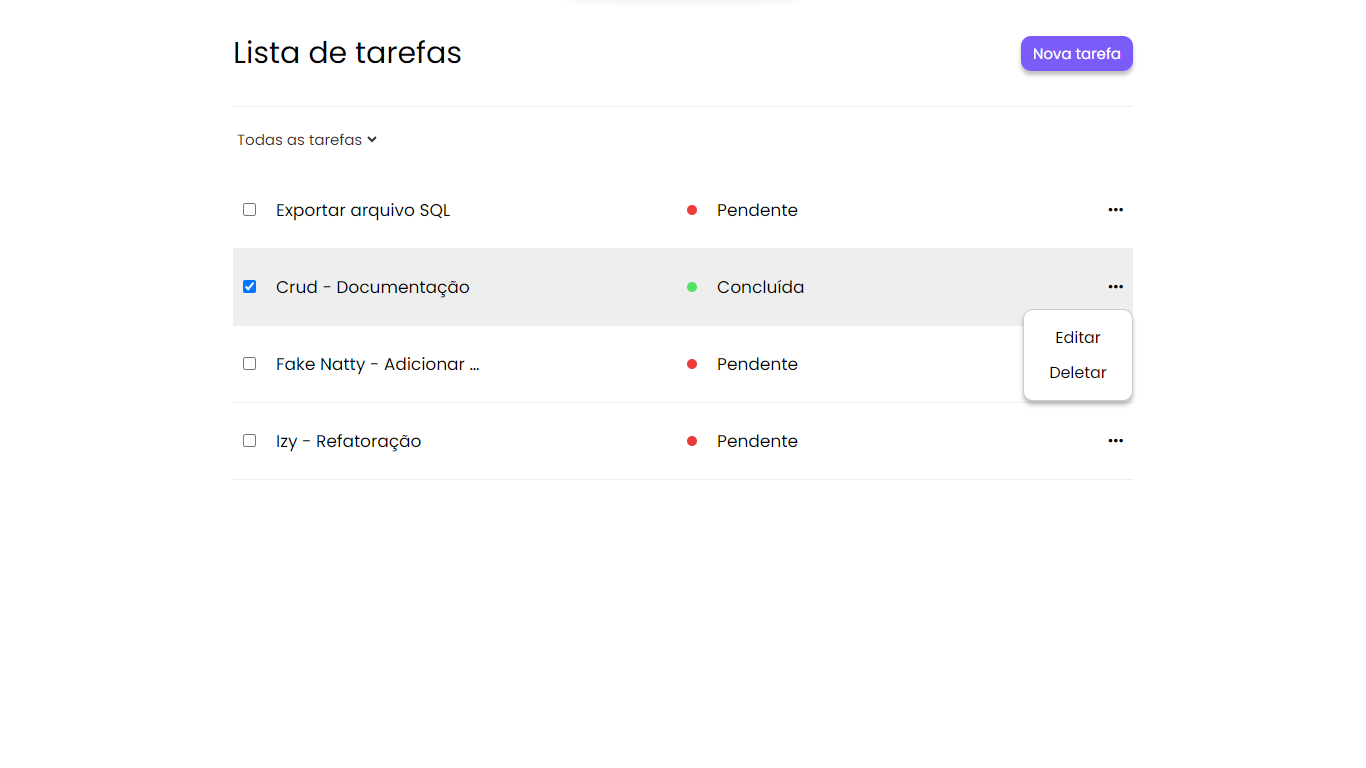 Lista de tarefas
Nova tarefa
Todas as tarefas
Exportar arquivo SQL
Pendente
...
Crud - Documentação
Concluída
...
Editar
Deletar
Fake Natty - Adicionar ...
Pendente
Izy - Refatoração
Pendente
...